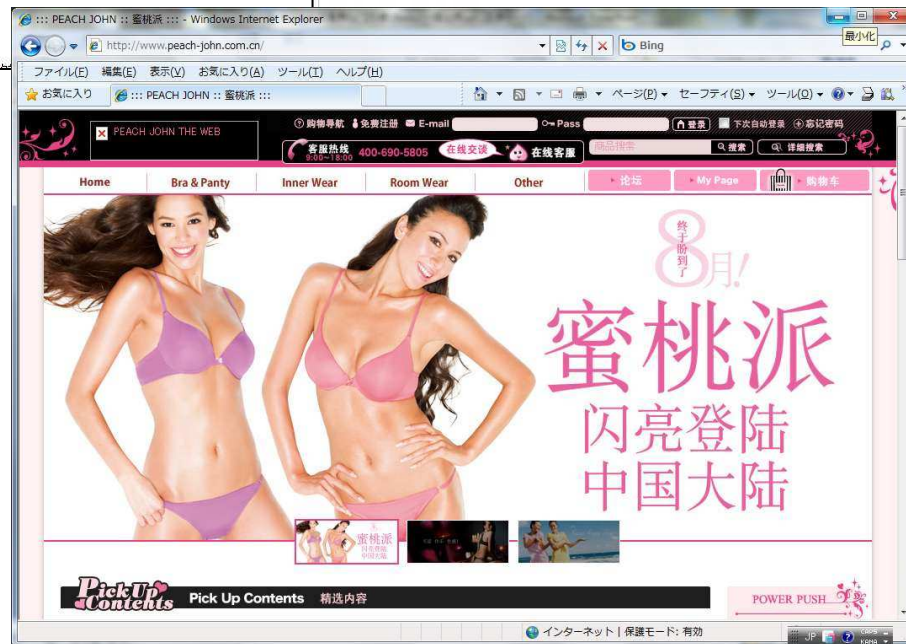 ::: PEACH JOHN :: 蜜桃派 ::: - Windows Internet Explorer
http://www.peach-john.com.cn/
Bing
最小化
ファイル(F) 編集(E) 表示(V) お気に入り(A) ツール(T) ヘルプ(H)
お気に入り ::: PEACH JOHN :: 蜜桃派 ::: ページ(P) セーフティ(S) ツール(O)
PEACH JOHN THE WEB
购物导航 免费注册 E-mail Pass 登录 下次自动登录 忘记密码
客服热线 9:00~18:00 400-690-5805 在线交谈 在线客服 商品搜索 搜索 详细搜索
Home Bra & Panty Inner Wear Room Wear Other 论坛 My Page 购物车
终于盼到了
8月!
蜜桃派
闪亮登陆
中国大陆
蜜桃派
Pick Up Contents Pick Up Contents 精选内容
POWER PUSH
インターネット | 保護モード: 有効
JP CAPS KANA